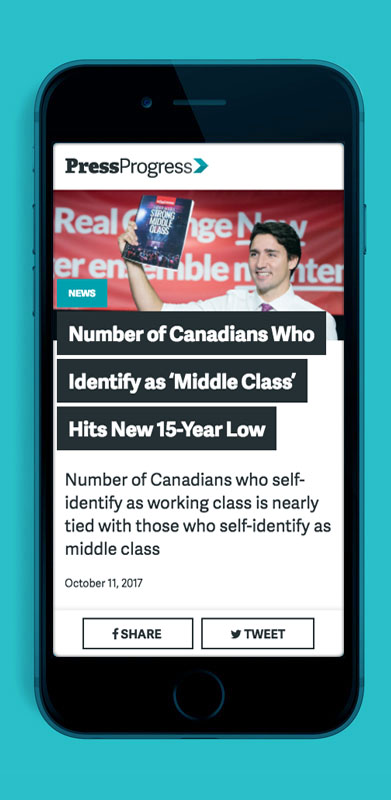 PressProgress
STRONG
MIDDLE
CLASS
Real Change Now
er ensemble m nten
NEWS
Number of Canadians Who
Identify as ‘Middle Class’
Hits New 15-Year Low
Number of Canadians who self-
identify as working class is nearly
tied with those who self-identify as
middle class
October 11, 2017
SHARE
TWEET